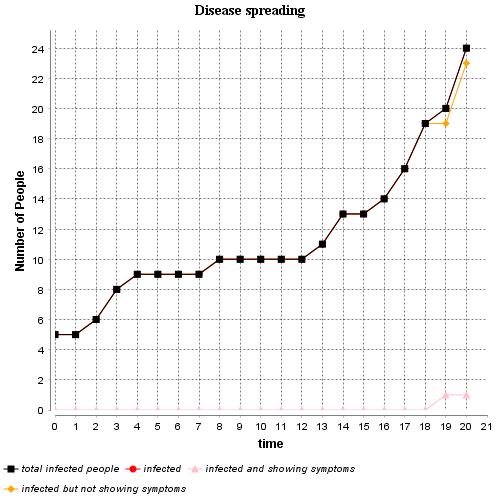 Disease spreading
Number of People
24
22
20
18
16
14
12
10
8
6
4
2
0
0 1 2 3 4 5 6 7 8 9 10 11 12 13 14 15 16 17 18 19 20 21
time
total infected people infected infected and showing symptoms
infected but not showing symptoms